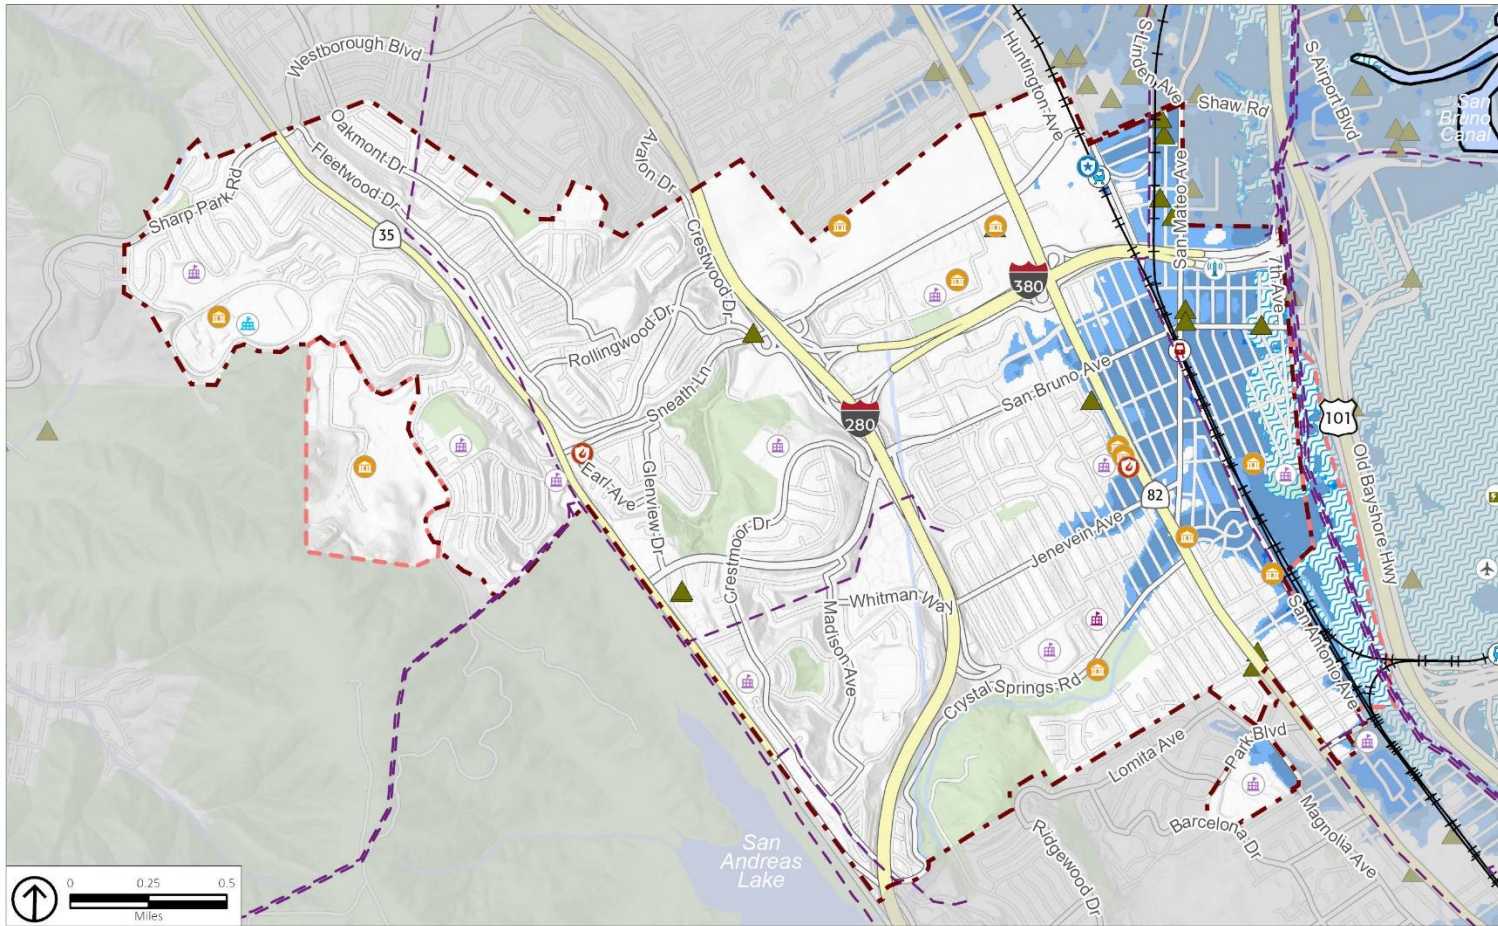 Westborough Blvd
Oakmont Dr
Fleetwood Dr
Sharp Park Rd
35
Avalon Dr
Crestwood Dr
Huntington Ave
S Linden Ave
Shaw Rd
S Airport Blvd
San
Bruno
Canal
San Mateo Ave
7th Ave
380
Rollingwood Dr
Sneath Ln
280
San Bruno Ave
101
Old Bayshore Hwy
Earl Ave
Glenview Dr
Crestmoor Dr
82
Jenevein Ave
Whitman Way
Madison Ave
San Antonio Ave
Crystal Springs Rd
Lomita Ave
Park Blvd
Barcelona Dr
Magnolia Ave
Ridgewood Dr
San
Andreas
Lake
0 0.25 0.5
Miles